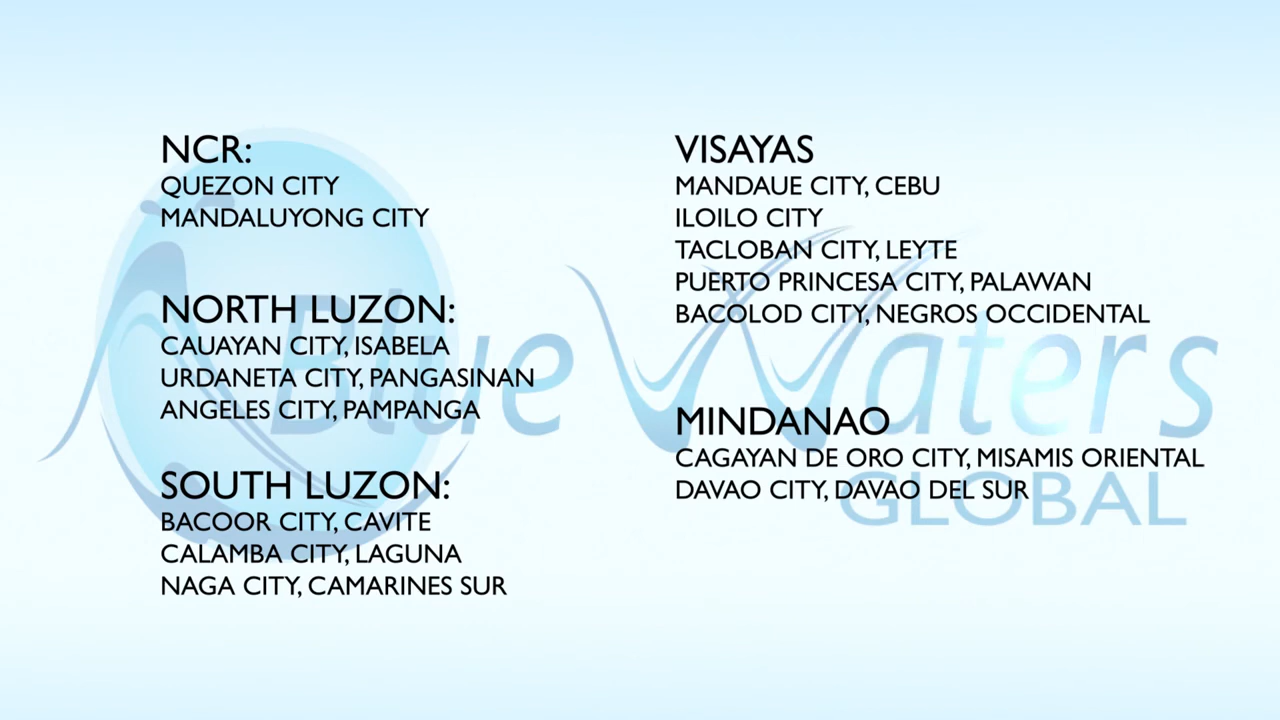 NCR:
QUEZON CITY
MANDALUYONG CITY
NORTH LUZON:
CAUAYAN CITY, ISABELA
URDANETA CITY, PANGASINAN
ANGELES CITY, PAMPANGA
SOUTH LUZON:
BACOOR CITY, CAVITE
CALAMBA CITY, LAGUNA
NAGA CITY, CAMARINES SUR
VISAYAS
MANDAUE CITY, CEBU
ILOILO CITY
TACLOBAN CITY, LEYTE
PUERTO PRINCESA CITY, PALAWAN
BACOLOD CITY, NEGROS OCCIDENTAL
MINDANAO
CAGAYAN DE ORO CITY, MISAMIS ORIENTAL
DAVAO CITY, DAVAO DEL SUR
Blue Waters
GLOBAL